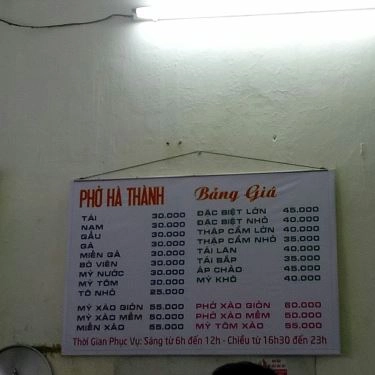 PHỞ HÀ THÀNH
Bảng Giá
TÁI 30.000
NẠM 30.000
GẦU 30.000
GÀ 30.000
MIẾN GÀ 30.000
BÒ VIÊN 30.000
MỲ NƯỚC 30.000
MỲ TÔM 30.000
TÔ NHỎ 25.000
MỲ XÀO GIÒN 55.000
MỲ XÀO MỀM 50.000
MIẾN XÀO 55.000
ĐẶC BIỆT LỚN 45.000
ĐẶC BIỆT NHỎ 40.000
THẬP CẨM LỚN 40.000
THẬP CẨM NHỎ 35.000
TÁI LĂN 40.000
TÁI BẮP 35.000
ÁP CHẢO 45.000
MỲ KHÔ 40.000
PHỞ XÀO GIÒN 60.000
PHỞ XÀO MỀM 50.000
MỲ TÔM XÀO 55.000
Thời Gian Phục Vụ: Sáng từ 6h đến 12h - Chiều từ 16h30 đến 23h